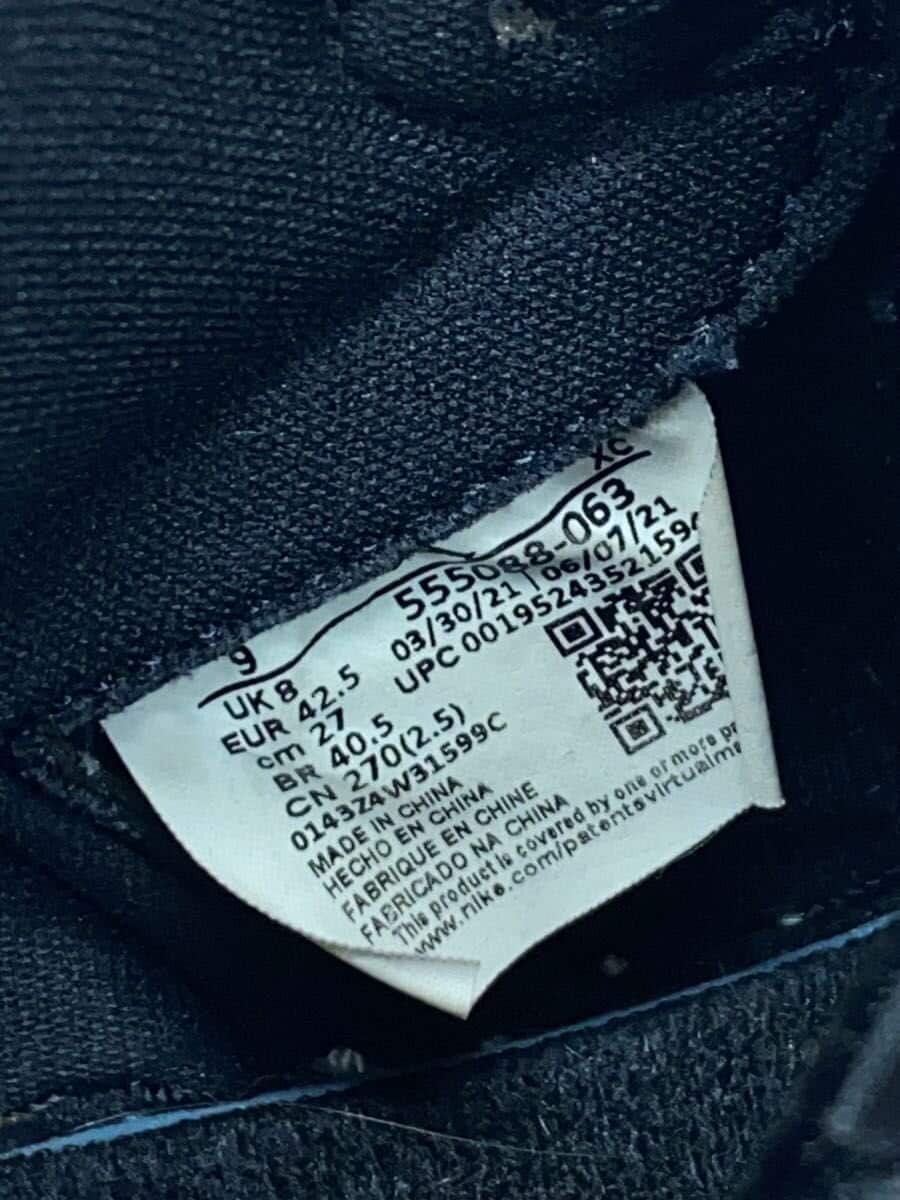 9
XC
UK 8
EUR 42.5
cm 27
BR 40.5
CN 270(2.5)
555088-063
03/30/21 | 06/07/21
UPC 0019524352159
0143Z4W31599C
MADE IN CHINA
HECHO EN CHINA
FABRIQUE EN CHINE
FABRICADO NA CHINA
This product is covered by one or more
www.nike.com/patentsvirtualma